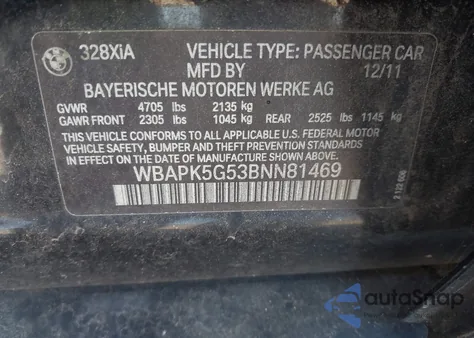 BMW
328XiA VEHICLE TYPE: PASSENGER CAR
MFD BY 12/11
BAYERISCHE MOTOREN WERKE AG
GVWR 4705 lbs 2135 kg
GAWR FRONT 2305 lbs 1045 kg REAR 2525 lbs 1145 kg
THIS VEHICLE CONFORMS TO ALL APPLICABLE U.S. FEDERAL MOTOR
VEHICLE SAFETY, BUMPER AND THEFT PREVENTION STANDARDS IN
EFFECT ON THE DATE OF MANUFACTURE SHOWN ABOVE.
WBAPK5G53BNN81469
autoSnap